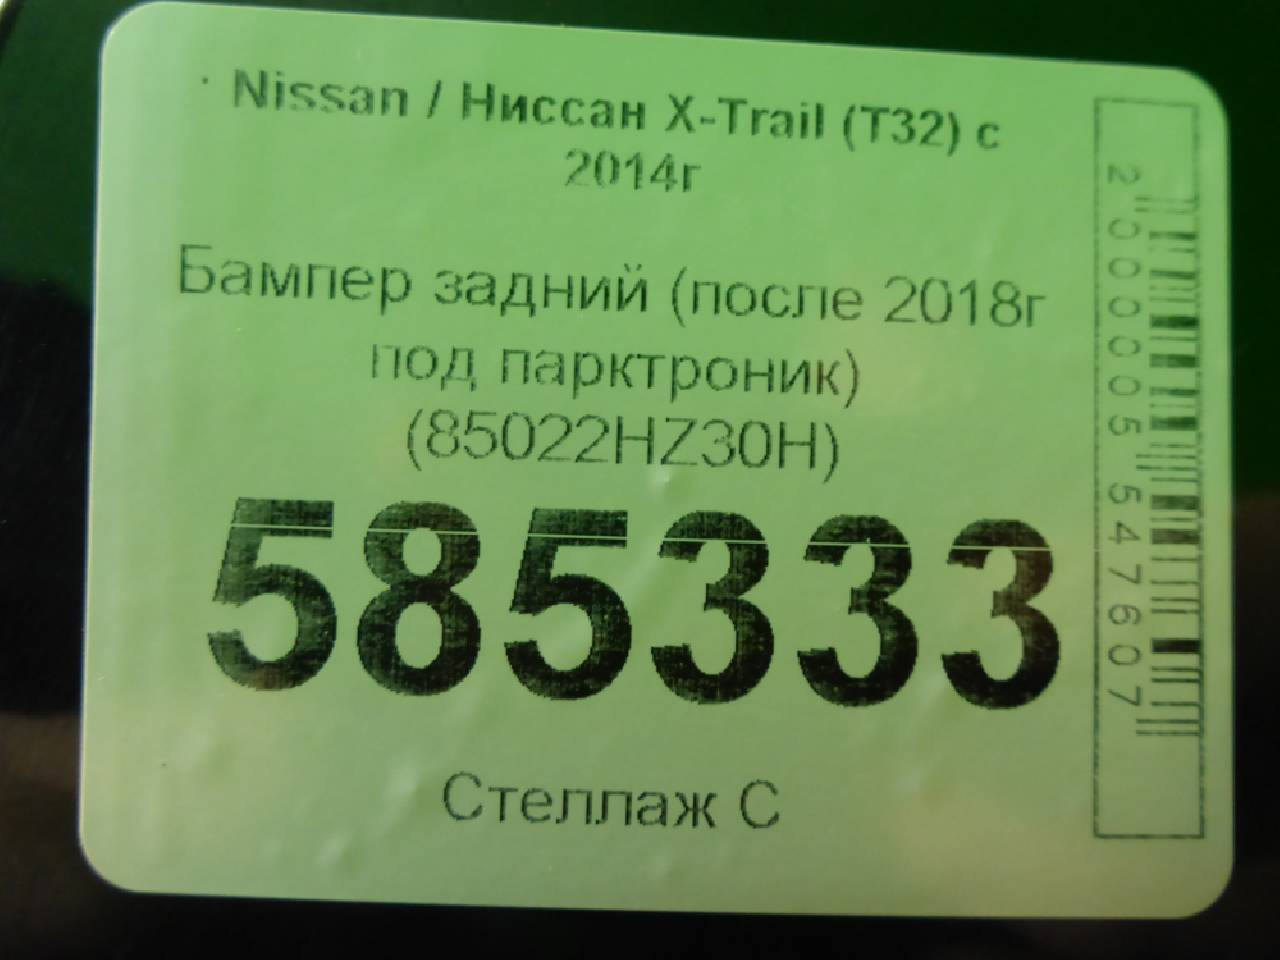 Nissan / Ниссан X-Trail (T32) с
2014г
Бампер задний (после 2018г
под парктроник)
(85022HZ30H)
585333
Стеллаж С
2000005547607